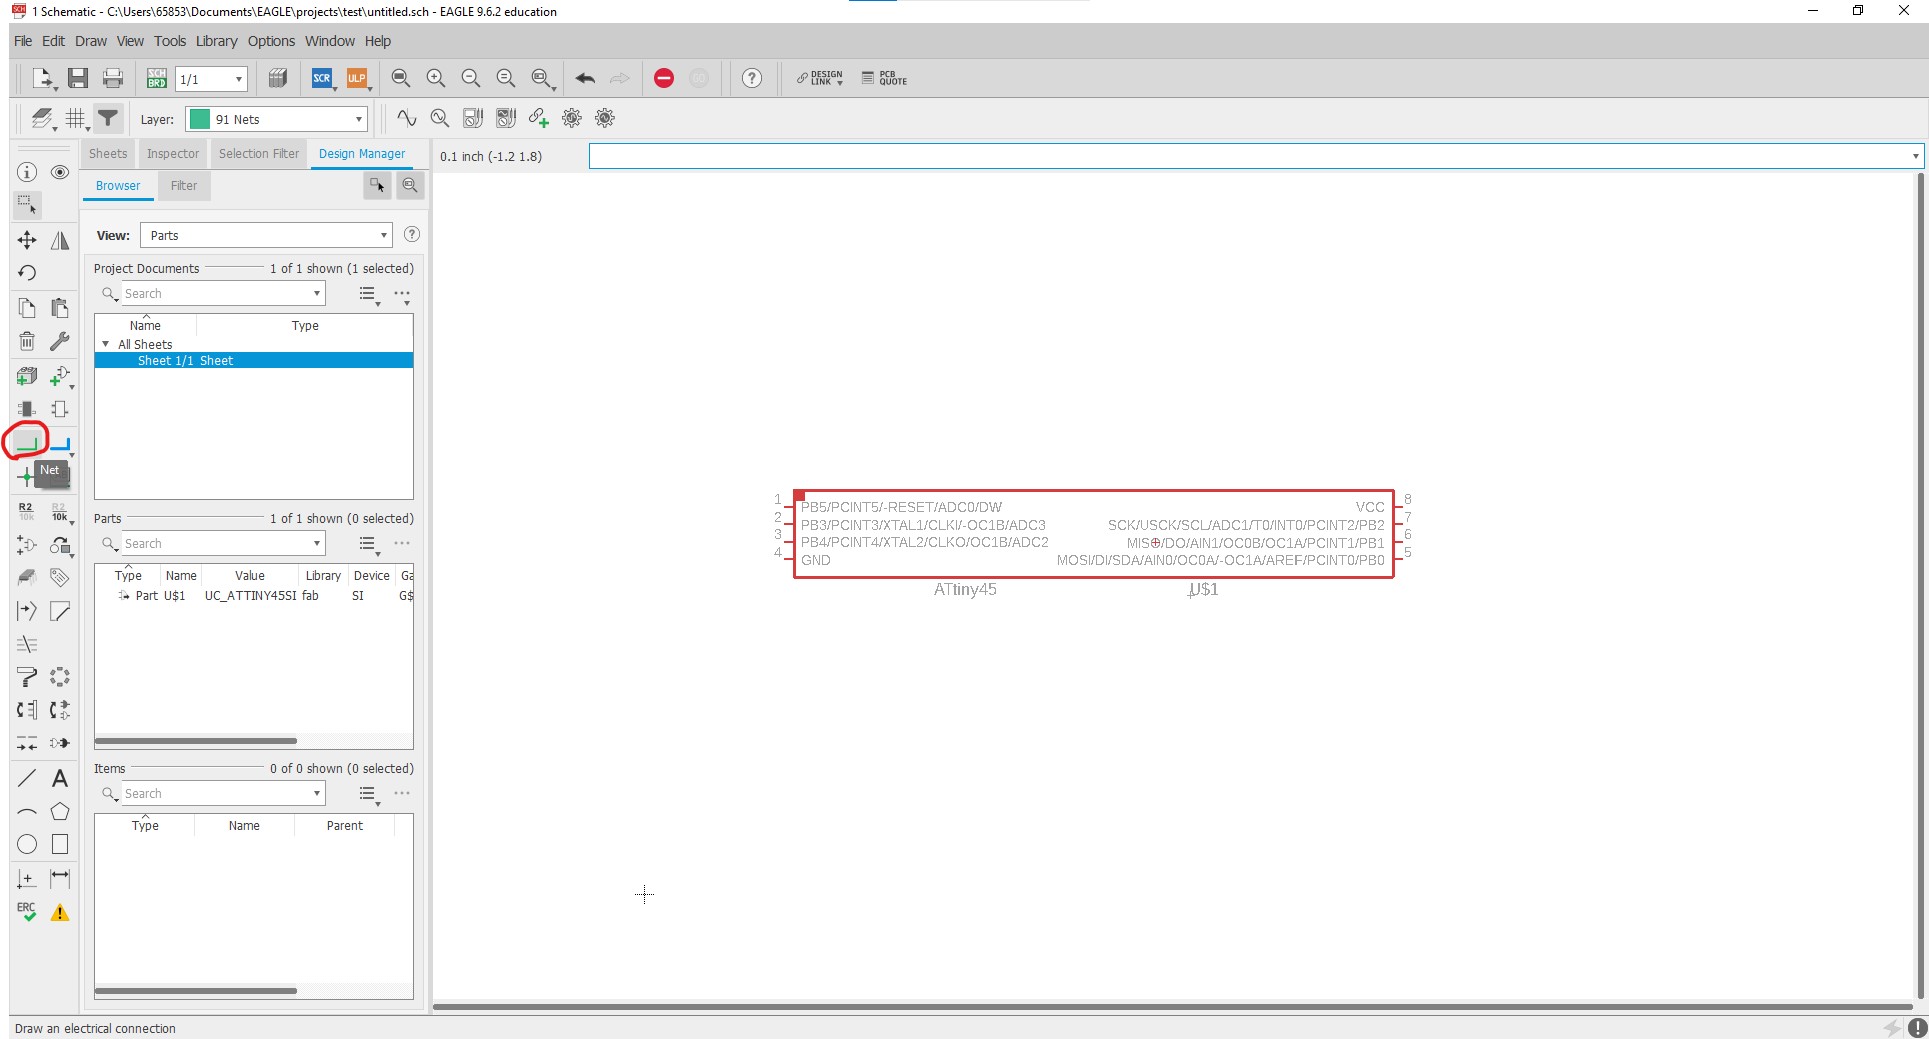 1 Schematic - C:\Users\65853\Documents\EAGLE\projects\test\untitled.sch - EAGLE 9.6.2 education
File Edit Draw View Tools Library Options Window Help
SCH BRD 1/1 SCR ULP DESIGN LINK PCB QUOTE
Layer: 91 Nets
Sheets Inspector Selection Filter Design Manager
0.1 inch (-1.2 1.8)
Browser Filter
View: Parts
Project Documents 1 of 1 shown (1 selected)
Search
Name Type
All Sheets
Sheet 1/1 Sheet
Net
R2 10k R2 10k
Parts 1 of 1 shown (0 selected)
Search
Type Name Value Library Device Ga
Part U$1 UC_ATTINY45SI fab SI G$
Items 0 of 0 shown (0 selected)
Search
Type Name Parent
A
ERC
1 PB5/PCINT5/-RESET/ADC0/DW VCC 8
2 PB3/PCINT3/XTAL1/CLKI/-OC1B/ADC3 SCK/USCK/SCL/ADC1/T0/INT0/PCINT2/PB2 7
3 PB4/PCINT4/XTAL2/CLKO/OC1B/ADC2 MISO/DO/AIN1/OC0B/OC1A/PCINT1/PB1 6
4 GND MOSI/DI/SDA/AIN0/OC0A/-OC1A/AREF/PCINT0/PB0 5
ATtiny45 U$1
Draw an electrical connection